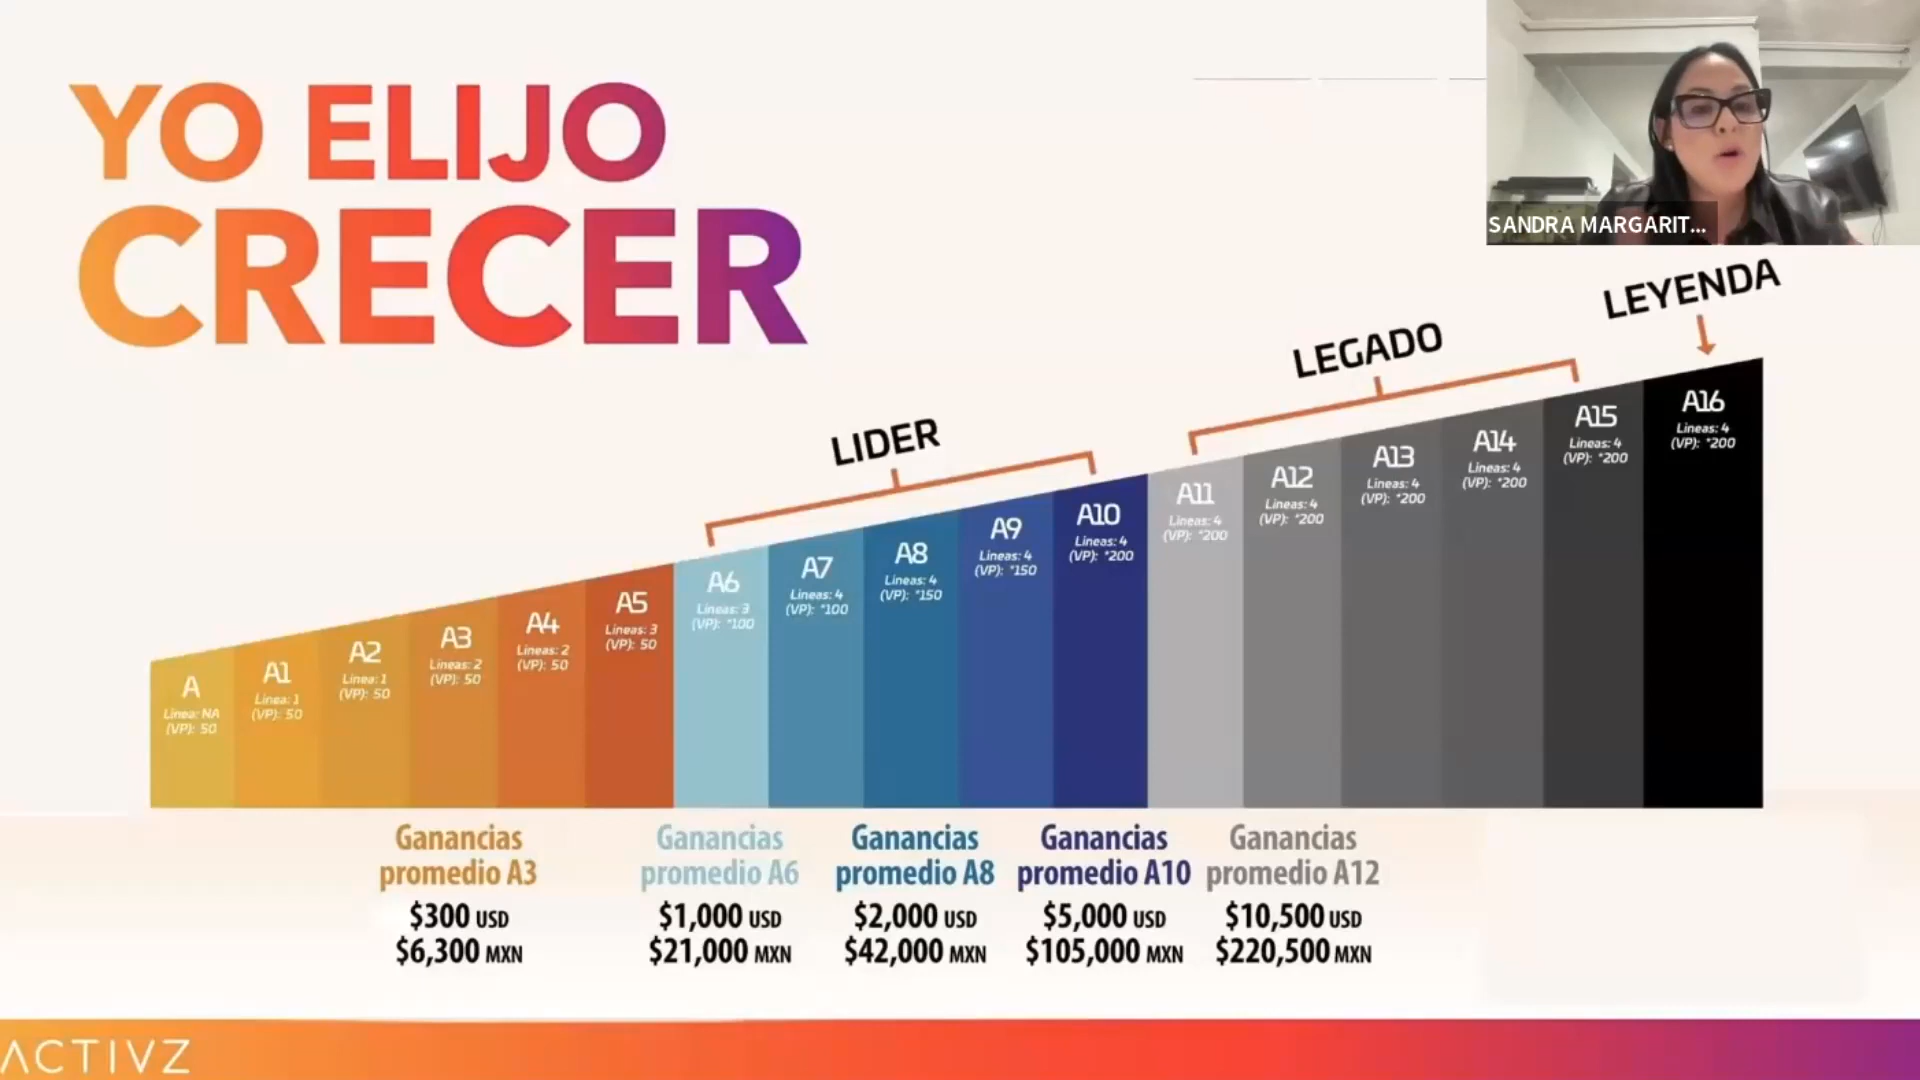 YO ELIJO
CRECER
SANDRA MARGARIT...
LIDER
LEGADO
LEYENDA
A
Linea: NA
(VP): 50
A1
Linea: 1
(VP): 50
A2
Linea: 1
(VP): 50
A3
Lineas: 2
(VP): 50
A4
Lineas: 2
(VP): 50
A5
Lineas: 3
(VP): 50
A6
Lineas: 3
(VP): *100
A7
Lineas: 4
(VP): *100
A8
Lineas: 4
(VP): *150
A9
Lineas: 4
(VP): *150
A10
Lineas: 4
(VP): *200
A11
Lineas: 4
(VP): *200
A12
Lineas: 4
(VP): *200
A13
Lineas: 4
(VP): *200
A14
Lineas: 4
(VP): *200
A15
Lineas: 4
(VP): *200
A16
Lineas: 4
(VP): *200
Ganancias
promedio A3
$300 USD
$6,300 MXN
Ganancias
promedio A6
$1,000 USD
$21,000 MXN
Ganancias
promedio A8
$2,000 USD
$42,000 MXN
Ganancias
promedio A10
$5,000 USD
$105,000 MXN
Ganancias
promedio A12
$10,500 USD
$220,500 MXN
ACTIVZ